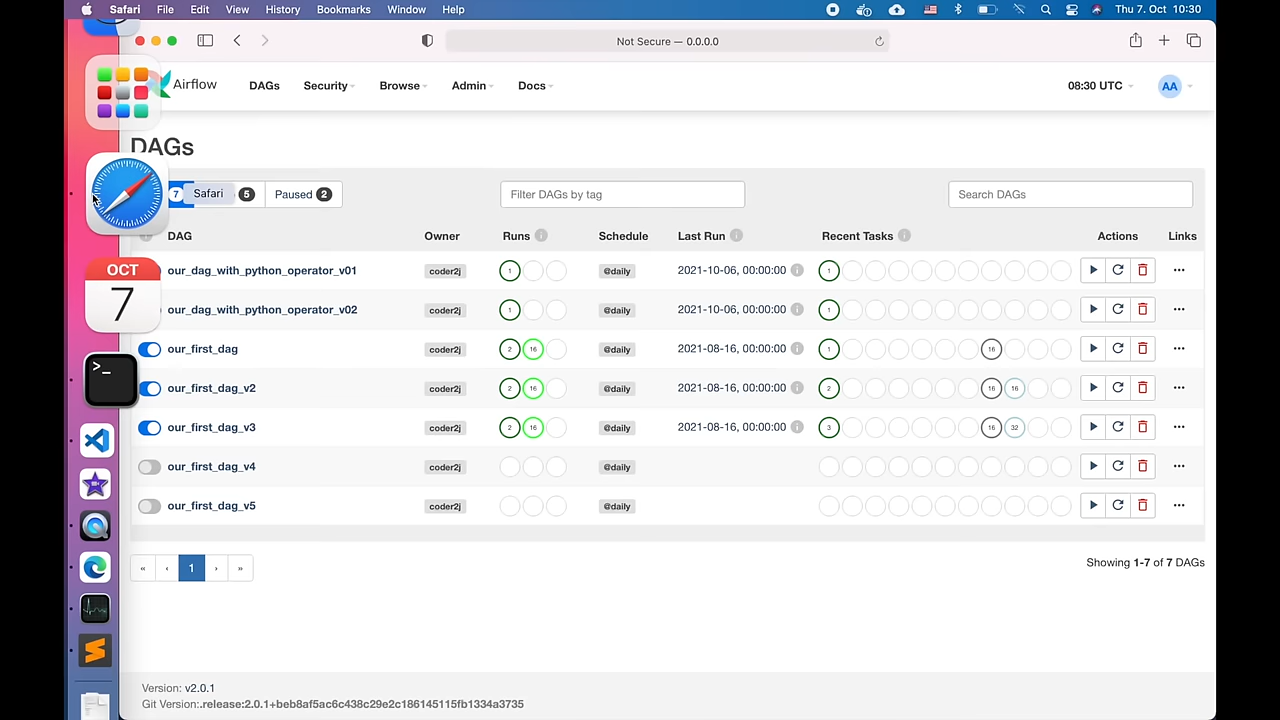 Safari File Edit View History Bookmarks Window Help Thu 7. Oct 10:30
Not Secure — 0.0.0.0
Airflow DAGs Security Browse Admin Docs 08:30 UTC AA
DAGs
7 Safari 5 Paused 2 Filter DAGs by tag Search DAGs
DAG Owner Runs Schedule Last Run Recent Tasks Actions Links
OCT
7
our_dag_with_python_operator_v01 coder2j 1 @daily 2021-10-06, 00:00:00 1
our_dag_with_python_operator_v02 coder2j 1 @daily 2021-10-06, 00:00:00 1
our_first_dag coder2j 2 16 @daily 2021-08-16, 00:00:00 1 16
our_first_dag_v2 coder2j 2 16 @daily 2021-08-16, 00:00:00 2 16 16
our_first_dag_v3 coder2j 2 16 @daily 2021-08-16, 00:00:00 3 16 32
our_first_dag_v4 coder2j @daily
our_first_dag_v5 coder2j @daily
« ‹ 1 › » Showing 1-7 of 7 DAGs
Version: v2.0.1
Git Version:.release:2.0.1+beb8af5ac6c438c29e2c186145115fb1334a3735